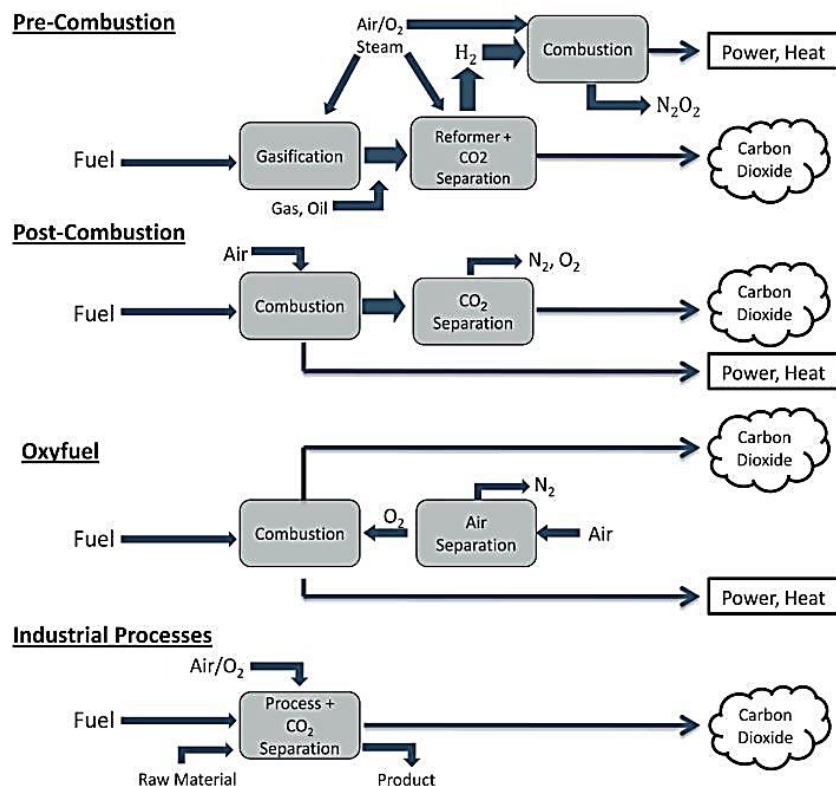 Pre-Combustion
Air/O₂
Steam
H₂
Combustion
Power, Heat
N₂O₂
Fuel
Gasification
Reformer +
CO2
Separation
Carbon
Dioxide
Gas, Oil
Post-Combustion
Air
N₂, O₂
Fuel
Combustion
CO₂
Separation
Carbon
Dioxide
Power, Heat
Oxyfuel
Carbon
Dioxide
N₂
Fuel
Combustion
O₂
Air
Separation
Air
Power, Heat
Industrial Processes
Air/O₂
Fuel
Process +
CO₂
Separation
Carbon
Dioxide
Raw Material
Product